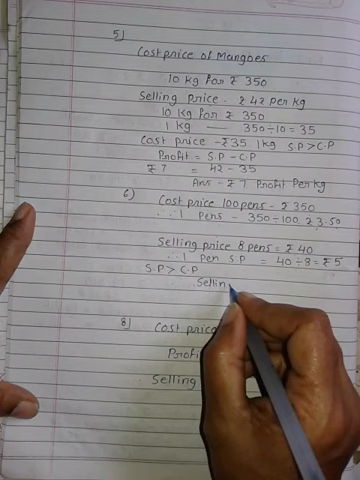 5)
Cost price of Mangoes
10 kg for ₹ 350
Selling price - ₹ 42 per kg
10 kg for ₹ 350
1 kg — 350÷10 = 35
Cost price - ₹35 1kg S.P > C.P
Profit = S.P - C.P
₹ 7 = 42 - 35
Ans - ₹ 7 Profit Per kg
6) Cost price 100 pens - ₹ 350
∴ 1 Pens - 350÷100 ₹ 3.50
Selling price 8 pens = ₹ 40
∴ 1 Pen S.P = 40 ÷ 8 = ₹ 5
S.P > C.P
Sellin
8) Cost price
Profi
Selling